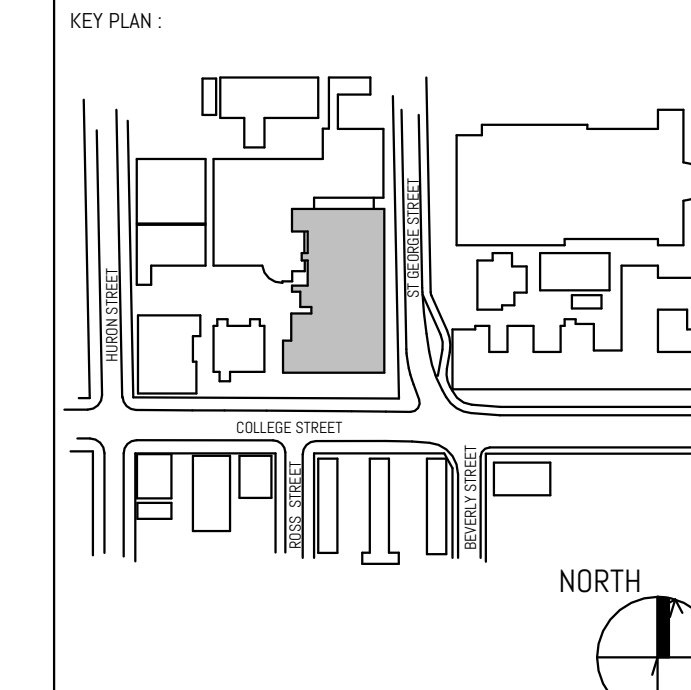 KEY PLAN :
ST GEORGE STREET
HURON STREET
COLLEGE STREET
ROSS STREET
BEVERLY STREET
NORTH